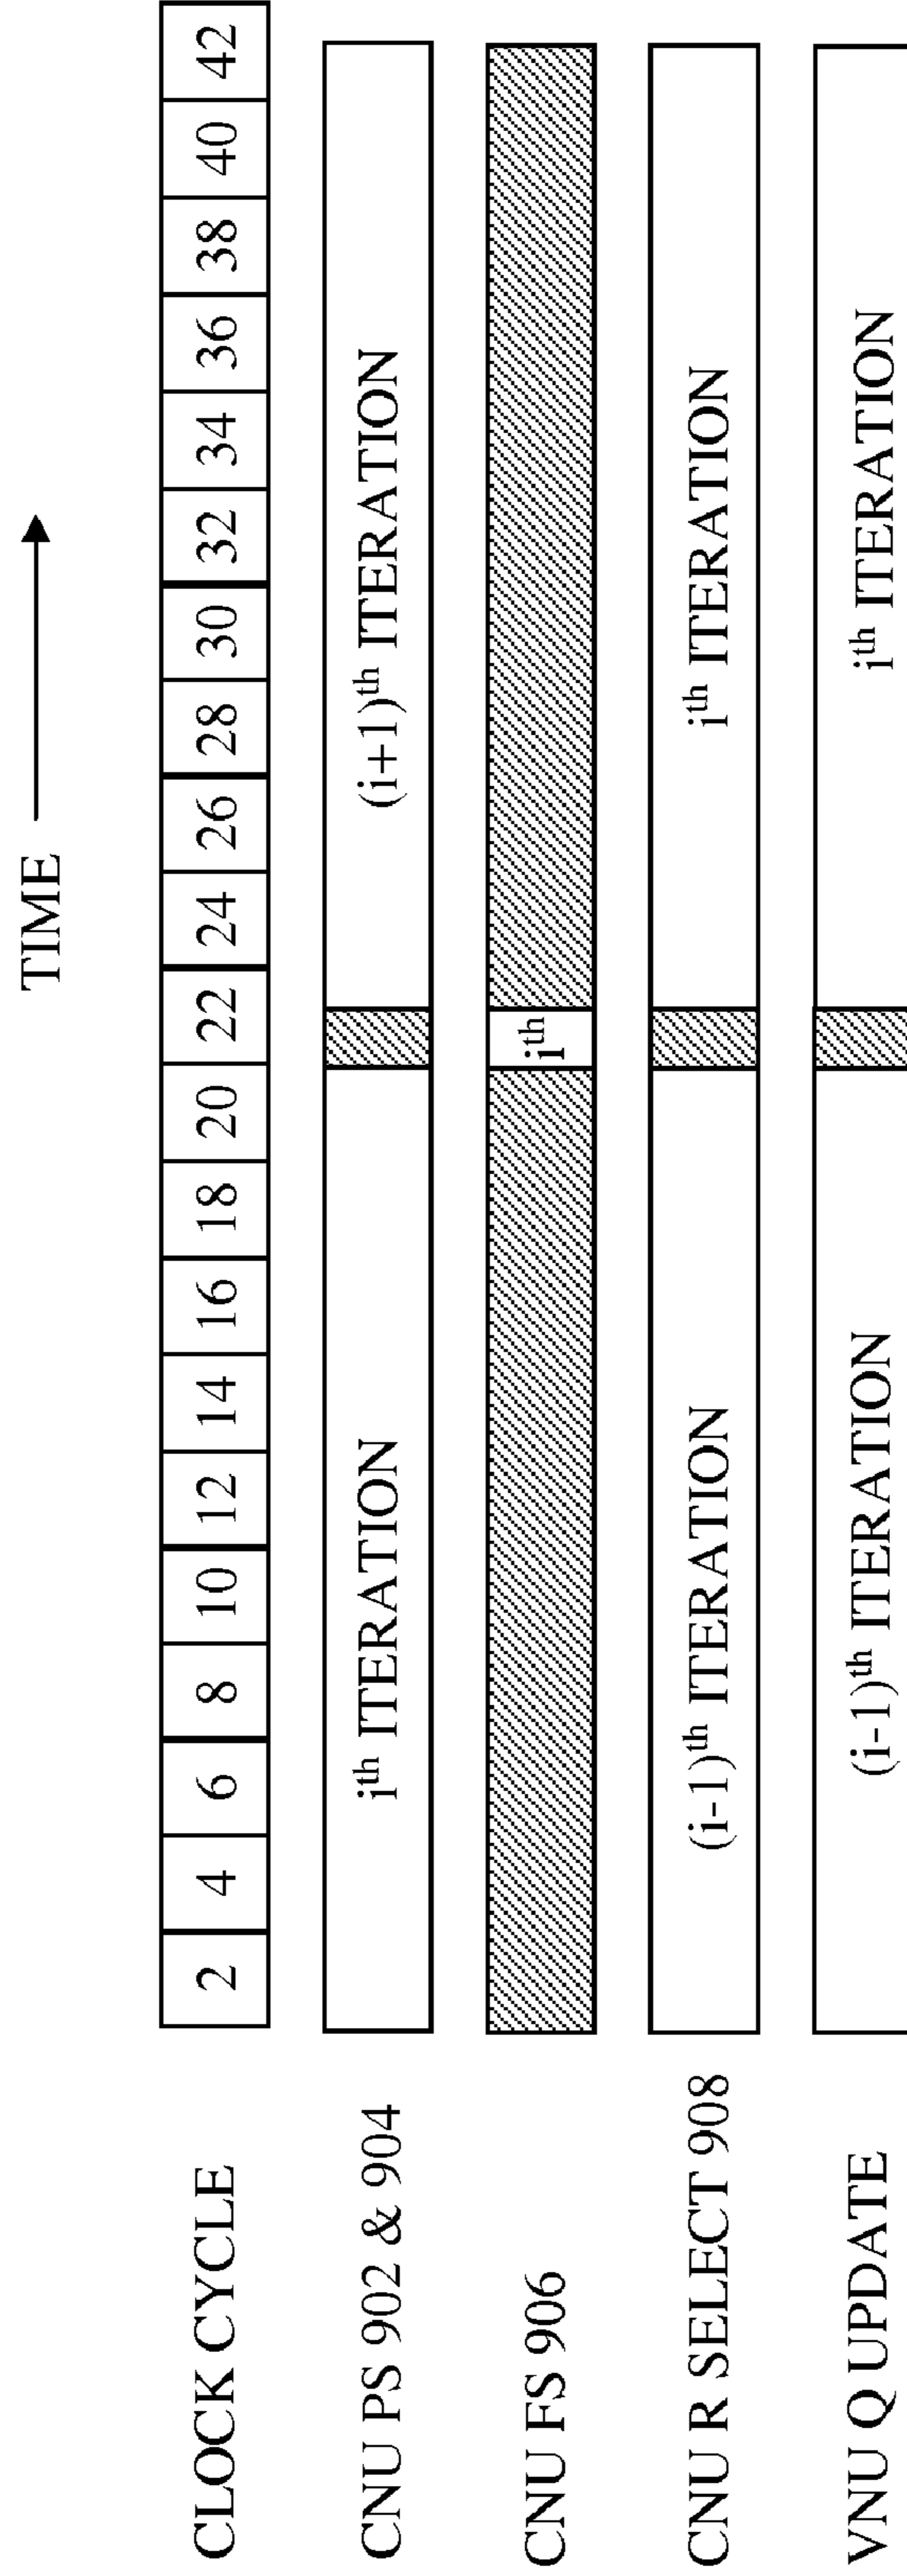 TIME
CLOCK CYCLE 2 4 6 8 10 12 14 16 18 20 22 24 26 28 30 32 34 36 38 40 42
CNU PS 902 & 904 ith ITERATION (i+1)th ITERATION
CNU FS 906 ith
CNU R SELECT 908 (i-1)th ITERATION ith ITERATION
VNU Q UPDATE (i-1)th ITERATION ith ITERATION